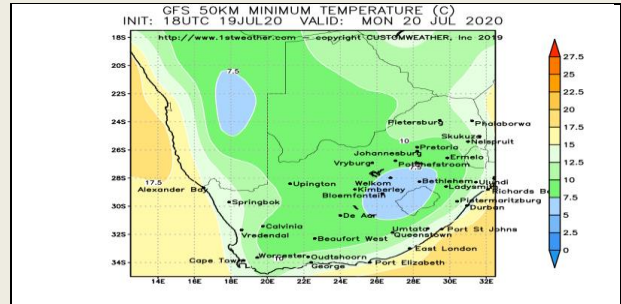 GFS 50KM MINIMUM TEMPERATURE (C)
INIT: 18UTC 19JUL20 VALID: MON 20 JUL 2020
http://www.1stweather.com - copyright CUSTOMWEATHER, Inc 2019
18S
20S
22S
24S
26S
28S
30S
32S
34S
7.5
Pietersburg
Phalaborwa
Skukuza
10
Nelspruit
Pretoria
Johannesburg
Ermelo
Vryburg
Potchefstroom
7.5
17.5
Welkom
Bethlehem
Ulundi
Alexander Bay
Upington
Kimberley
Ladysmith
Richards Ba
Bloemfontein
Springbok
Pietermaritzburg
De Aar
Durban
Calvinia
Umtata
Port St Johns
Vredendal
Beaufort West
Queenstown
East London
Worcester
10
Oudtshoorn
Cape Town
George
Port Elizabeth
14E
16E
18E
20E
22E
24E
26E
28E
30E
32E
27.5
25
22.5
20
17.5
15
12.5
10
7.5
5
2.5
0